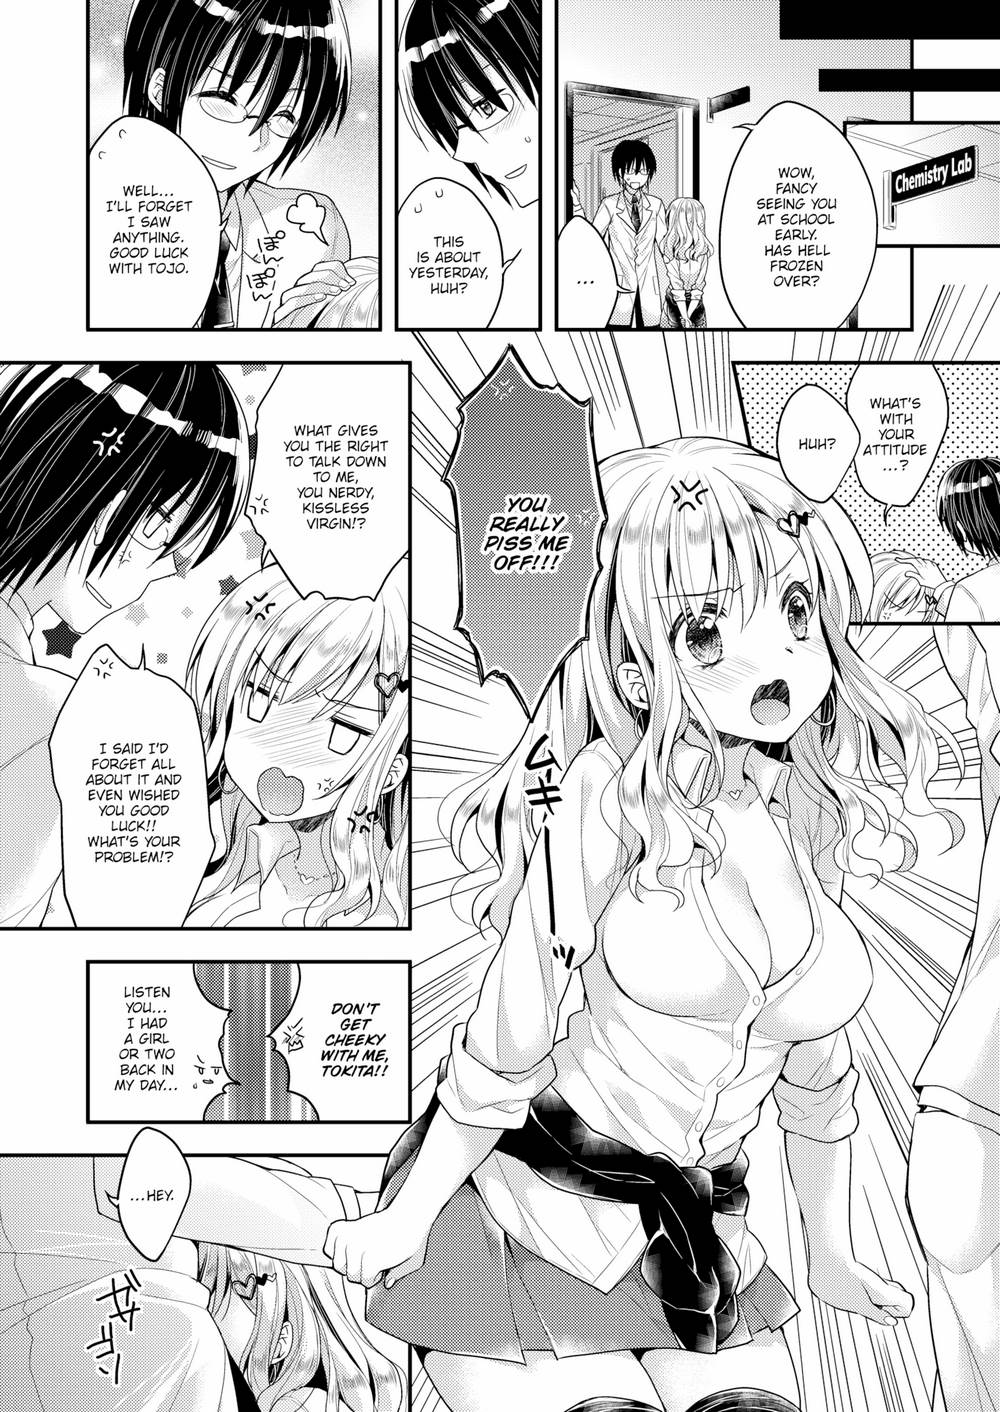 Chemistry Lab
WOW,
FANCY
SEEING YOU
AT SCHOOL
EARLY.
HAS HELL
FROZEN
OVER?
...
THIS
IS ABOUT
YESTERDAY,
HUH?
WELL...
I'LL FORGET
I SAW
ANYTHING.
GOOD LUCK
WITH TOJO.
ぽん
ぽん
WHAT'S
WITH
YOUR
ATTITUDE
...?
HUH?
YOU
REALLY
PISS ME
OFF!!!
ム
キ
ーッ
WHAT GIVES
YOU THE RIGHT
TO TALK DOWN
TO ME,
YOU NERDY,
KISSLESS
VIRGIN!?
I SAID I'D
FORGET ALL
ABOUT IT AND
EVEN WISHED
YOU GOOD
LUCK!!
WHAT'S YOUR
PROBLEM!?
DON'T
GET
CHEEKY
WITH ME,
TOKITA!!
LISTEN
YOU...
I HAD
A GIRL
OR TWO
BACK IN
MY DAY...
...HEY.